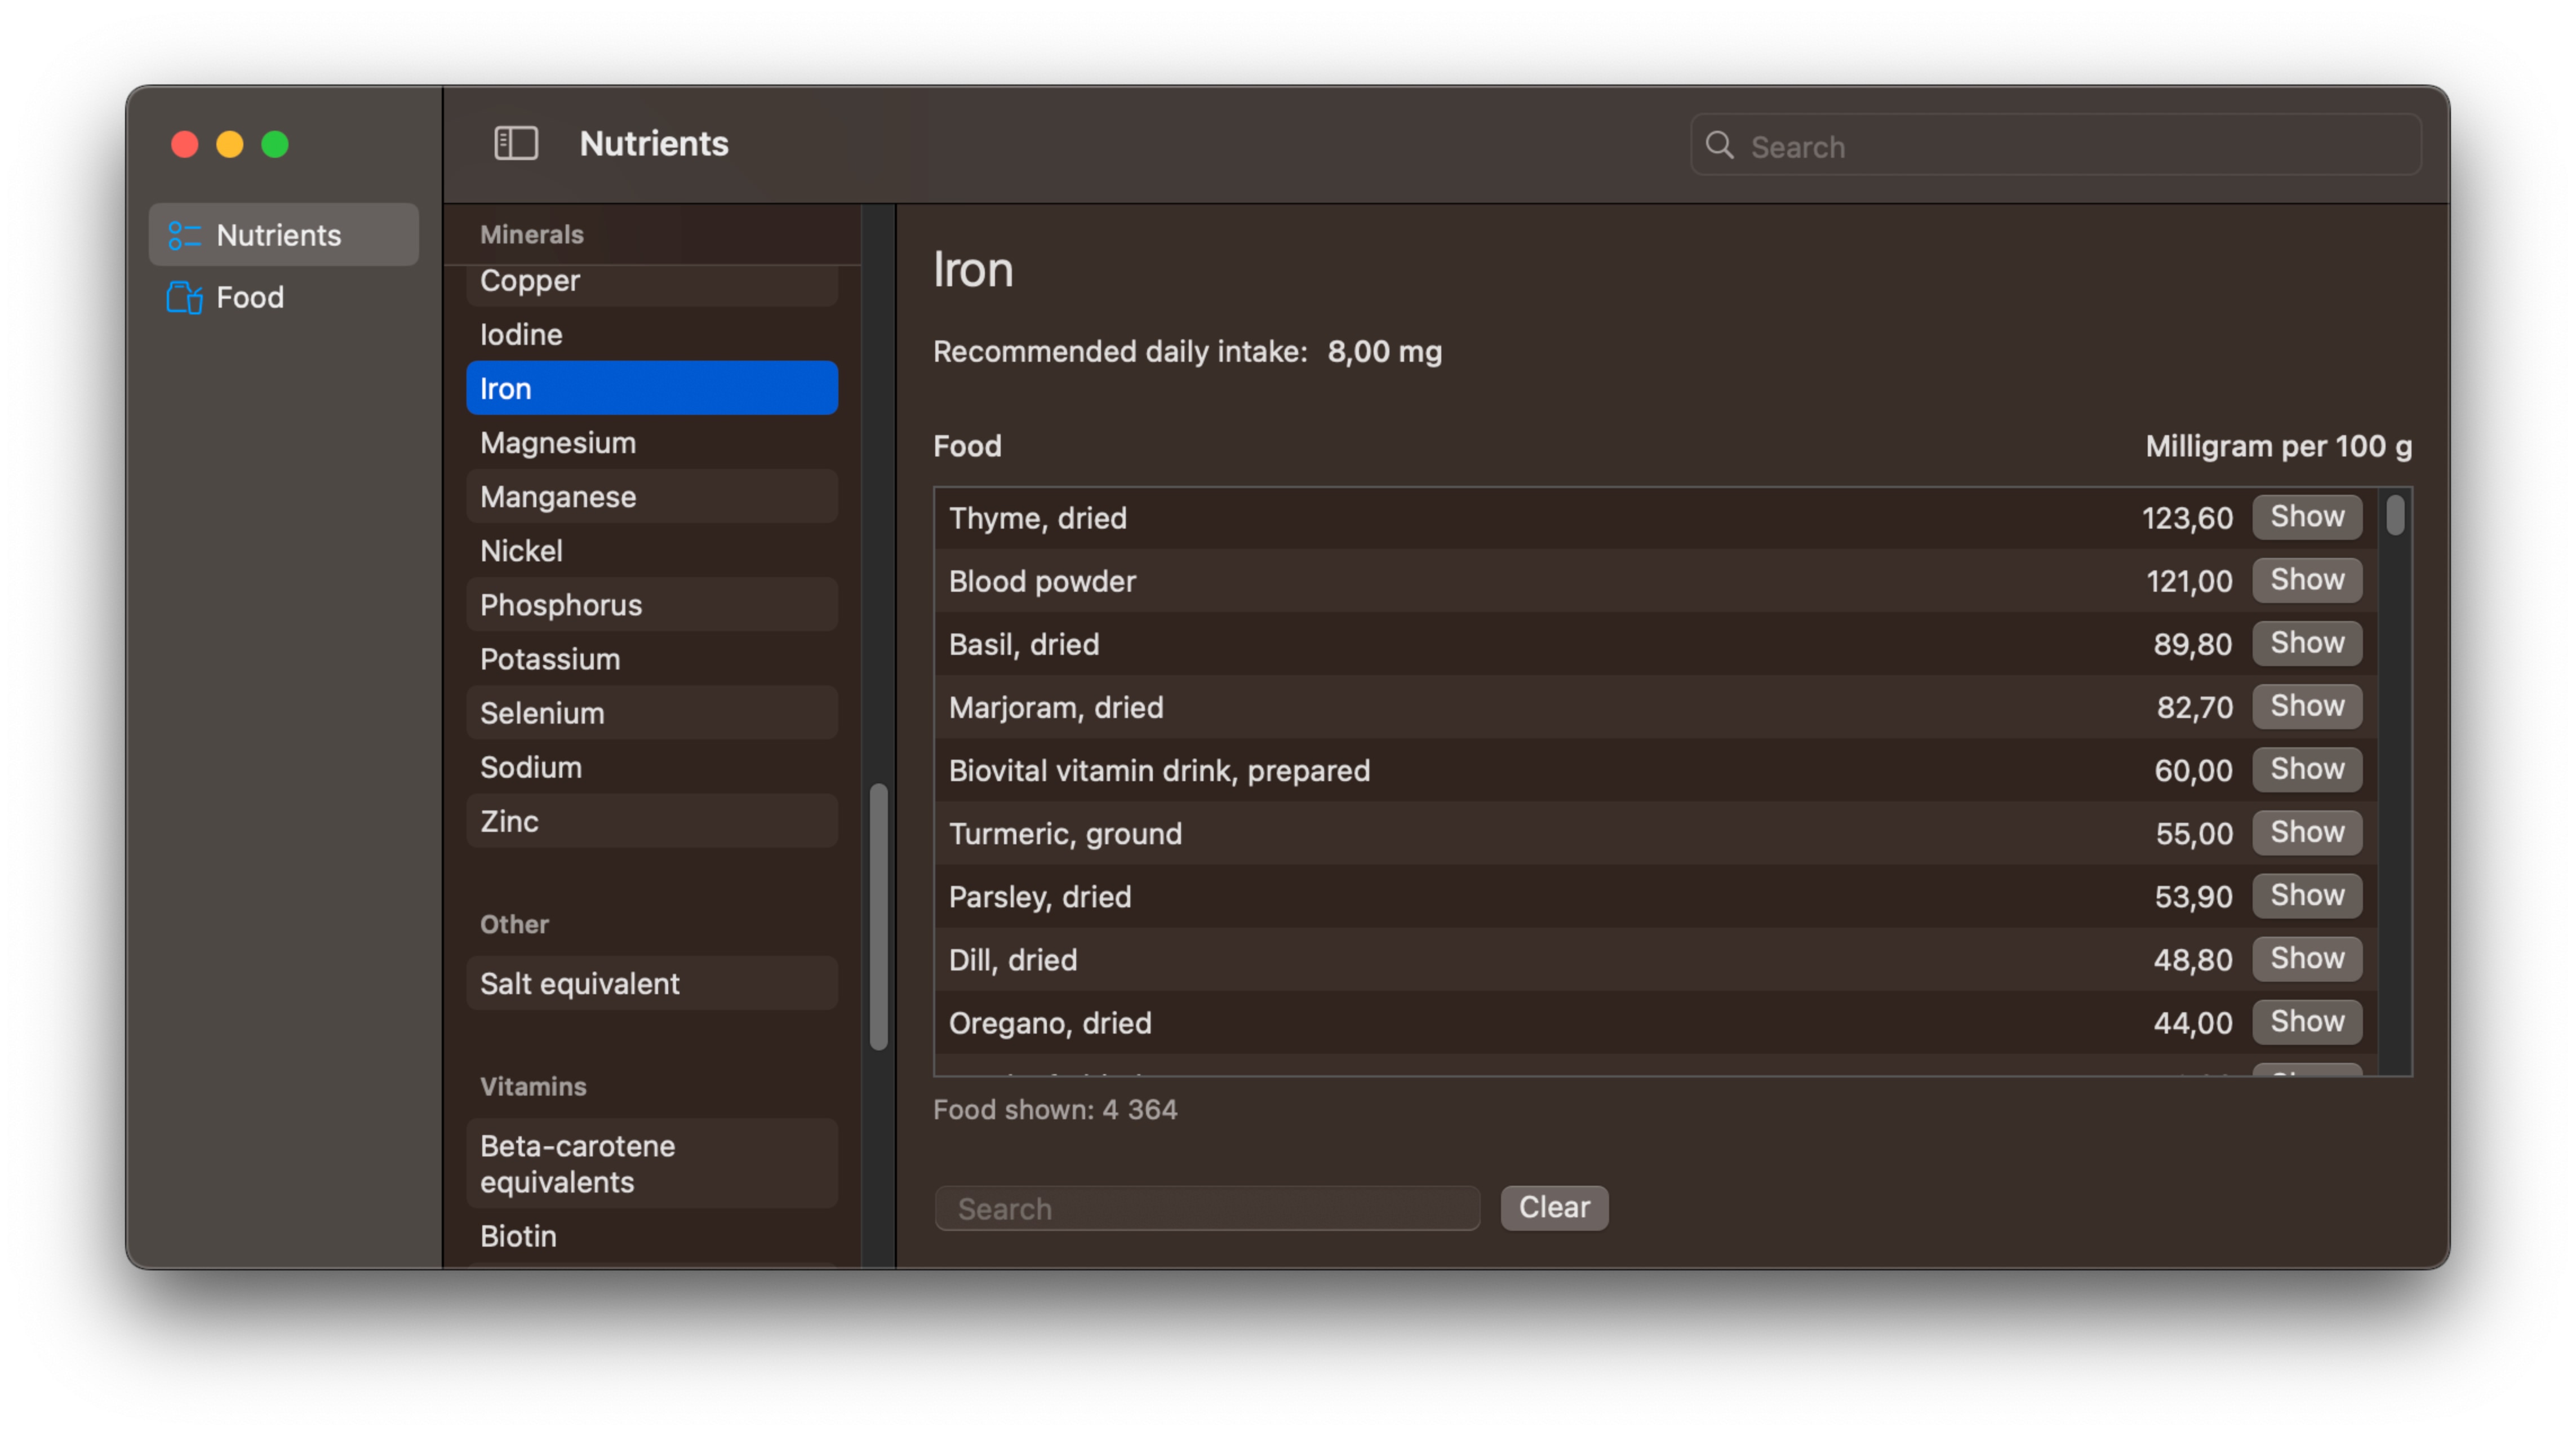 Nutrients
Search
Nutrients
Food
Minerals
Copper
Iodine
Iron
Magnesium
Manganese
Nickel
Phosphorus
Potassium
Selenium
Sodium
Zinc
Other
Salt equivalent
Vitamins
Beta-carotene
equivalents
Biotin
Iron
Recommended daily intake: 8,00 mg
Food Milligram per 100 g
Thyme, dried 123,60 Show
Blood powder 121,00 Show
Basil, dried 89,80 Show
Marjoram, dried 82,70 Show
Biovital vitamin drink, prepared 60,00 Show
Turmeric, ground 55,00 Show
Parsley, dried 53,90 Show
Dill, dried 48,80 Show
Oregano, dried 44,00 Show
Food shown: 4 364
Search Clear